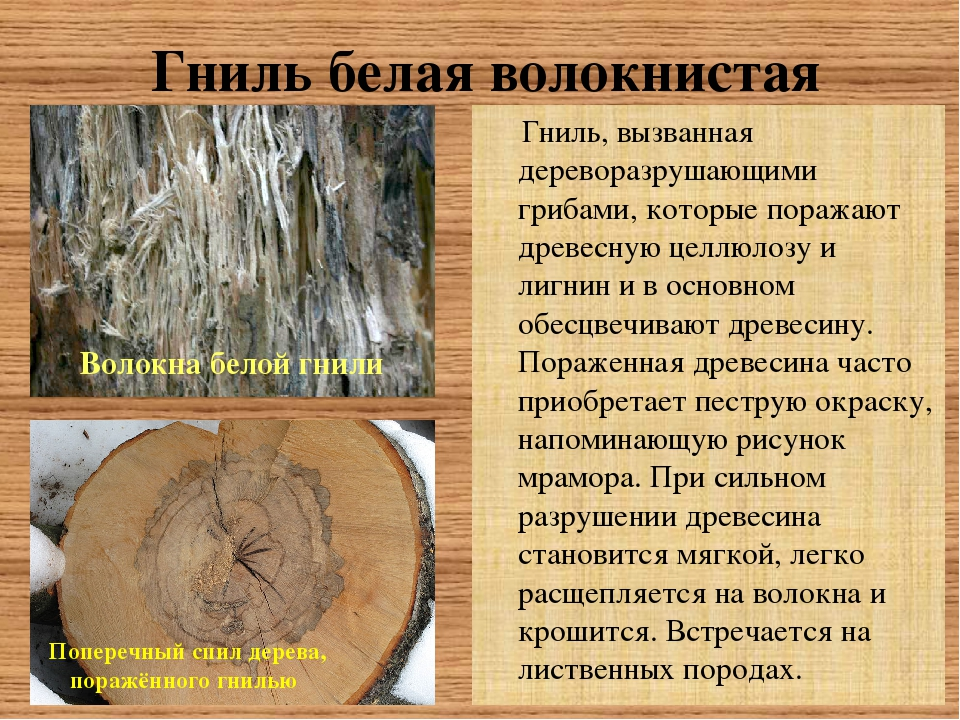 Гниль белая волокнистая
Волокна белой гнили
Поперечный спил дерева,
поражённого гнилью
Гниль, вызванная
дереворазрушающими
грибами, которые поражают
древесную целлюлозу и
лигнин и в основном
обесцвечивают древесину.
Пораженная древесина часто
приобретает пеструю окраску,
напоминающую рисунок
мрамора. При сильном
разрушении древесина
становится мягкой, легко
расщепляется на волокна и
крошится. Встречается на
лиственных породах.